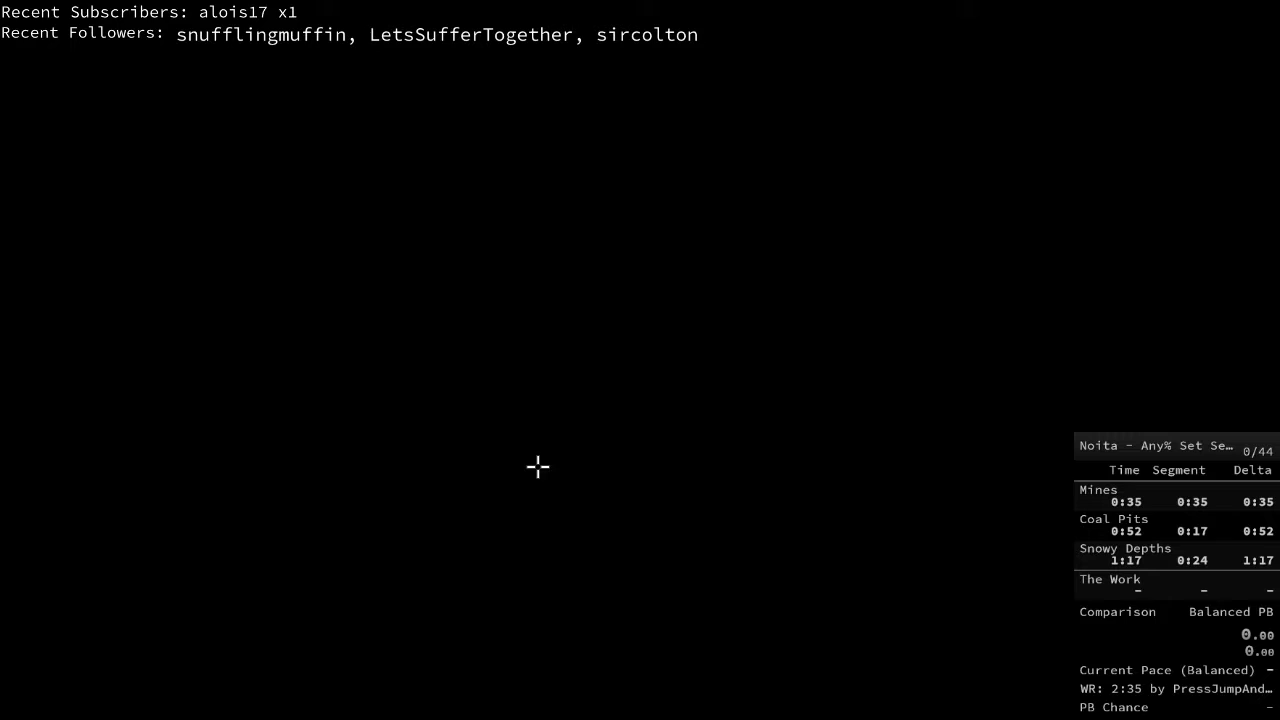 Recent Subscribers: alois17 x1
Recent Followers: snufflingmuffin, LetsSufferTogether, sircolton
Noita - Any% Set Se… 0/44
Time Segment Delta
Mines
0:35 0:35 0:35
Coal Pits
0:52 0:17 0:52
Snowy Depths
1:17 0:24 1:17
The Work
- - -
Comparison Balanced PB
0.00
0.00
Current Pace (Balanced) -
WR: 2:35 by PressJumpAnd…
PB Chance -